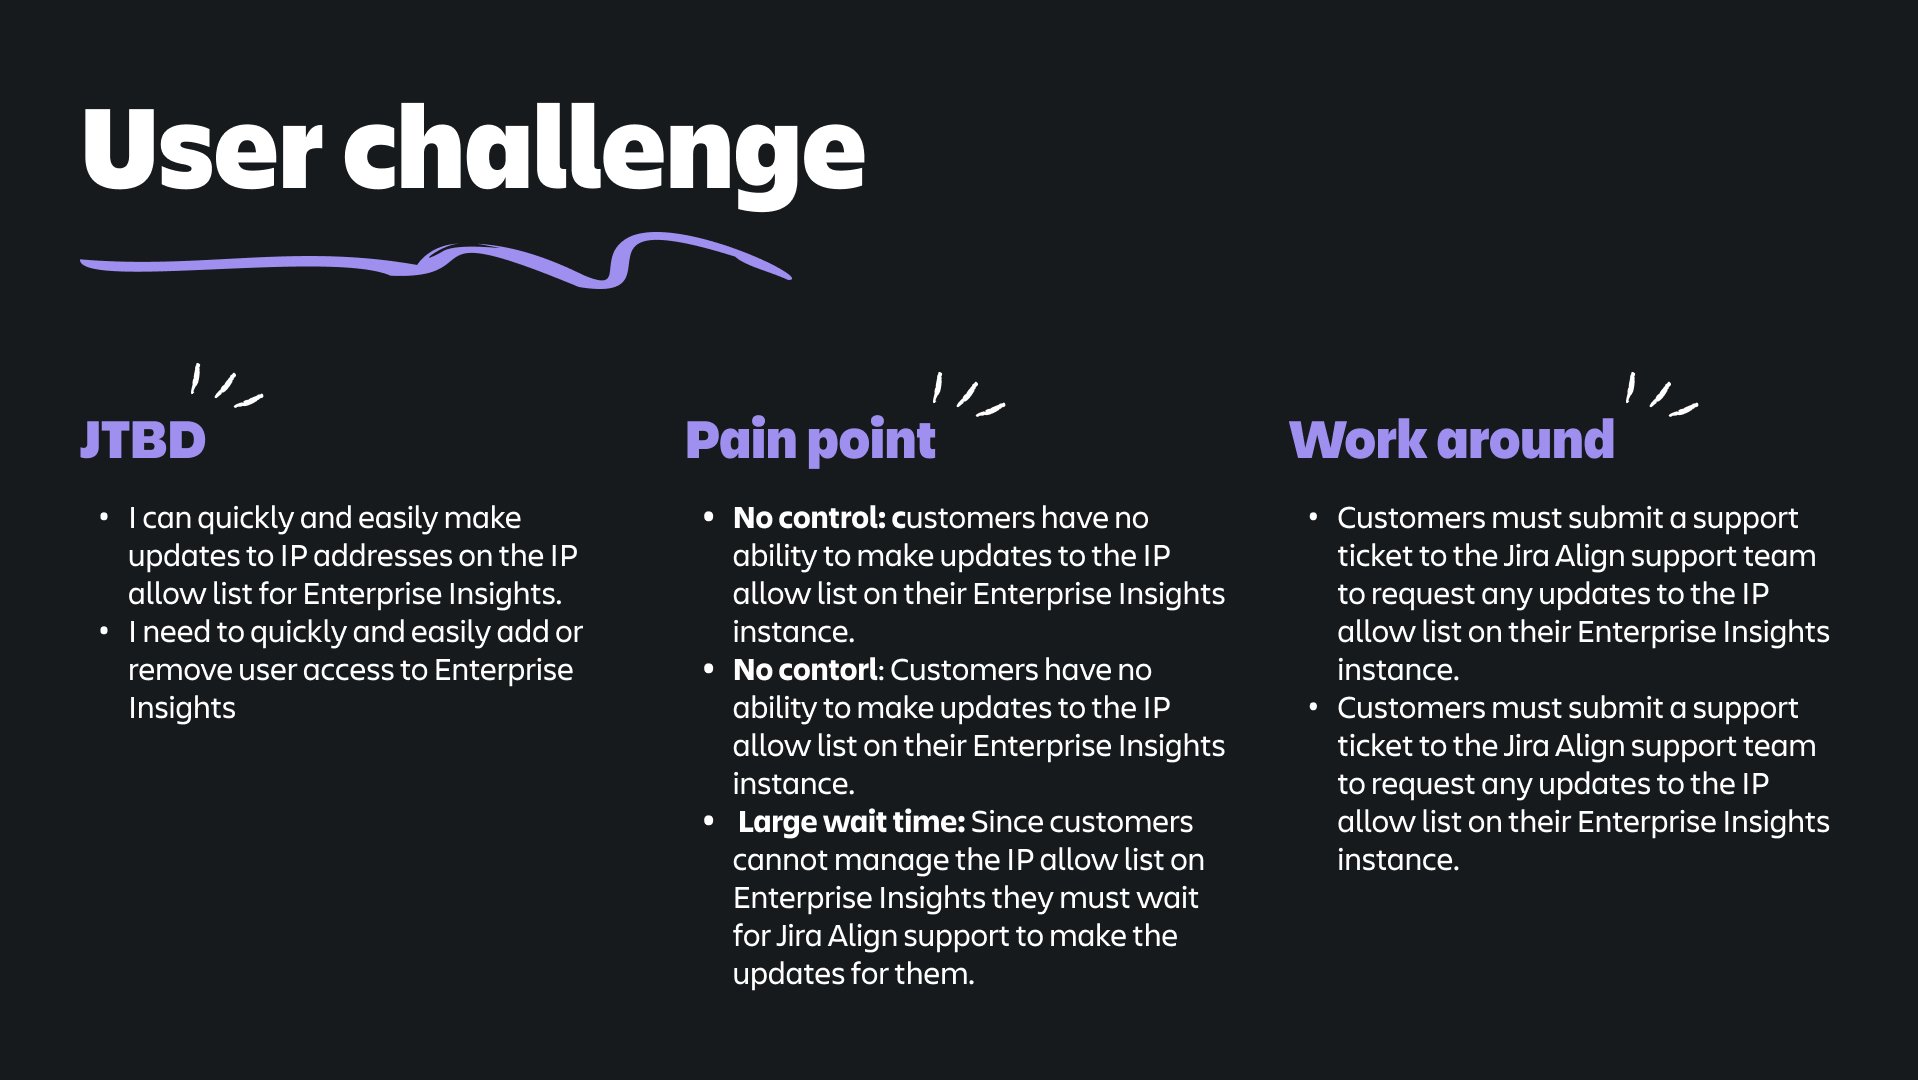 User challenge
JTBD
• I can quickly and easily make
updates to IP addresses on the IP
allow list for Enterprise Insights.
• I need to quickly and easily add or
remove user access to Enterprise
Insights
Pain point
• No control: customers have no
ability to make updates to the IP
allow list on their Enterprise Insights
instance.
• No contorl: Customers have no
ability to make updates to the IP
allow list on their Enterprise Insights
instance.
• Large wait time: Since customers
cannot manage the IP allow list on
Enterprise Insights they must wait
for Jira Align support to make the
updates for them.
Work around
• Customers must submit a support
ticket to the Jira Align support team
to request any updates to the IP
allow list on their Enterprise Insights
instance.
• Customers must submit a support
ticket to the Jira Align support team
to request any updates to the IP
allow list on their Enterprise Insights
instance.